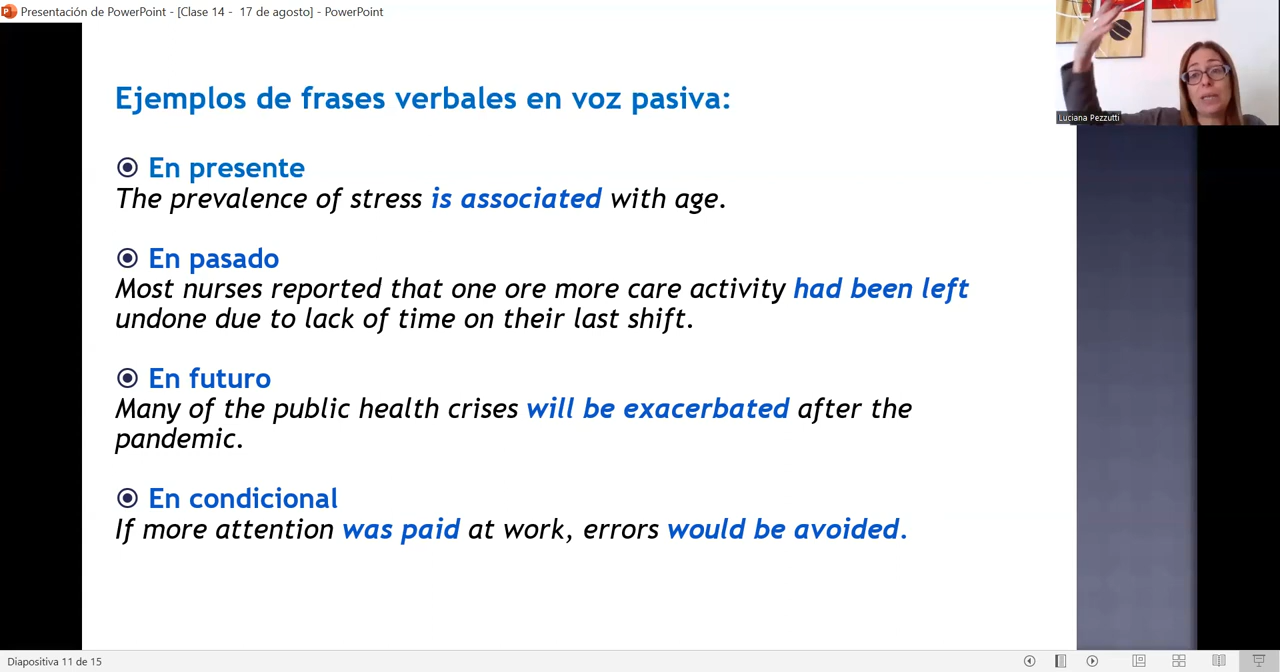 Presentación de PowerPoint - [Clase 14 -  17 de agosto] - PowerPoint
Luciana Pezzutti
Ejemplos de frases verbales en voz pasiva:
En presente
The prevalence of stress is associated with age.
En pasado
Most nurses reported that one ore more care activity had been left
undone due to lack of time on their last shift.
En futuro
Many of the public health crises will be exacerbated after the
pandemic.
En condicional
If more attention was paid at work, errors would be avoided.
Diapositiva 11 de 15